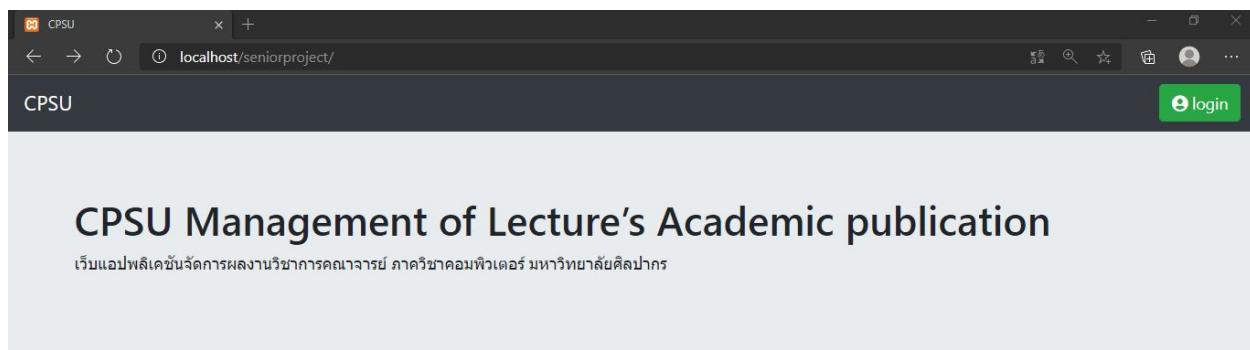 CPSU
localhost/seniorproject/
CPSU
login
CPSU Management of Lecture’s Academic publication
เว็บแอปพลิเคชันจัดการผลงานวิชาการคณาจารย์ ภาควิชาคอมพิวเตอร์ มหาวิทยาลัยศิลปากร